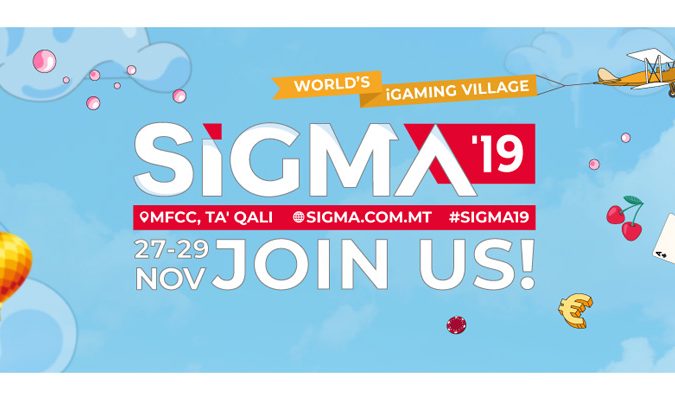 WORLD'S
iGAMING VILLAGE
SiGMA '19
MFCC, TA' QALI SIGMA.COM.MT #SIGMA19
27-29
NOV
JOIN US!
A